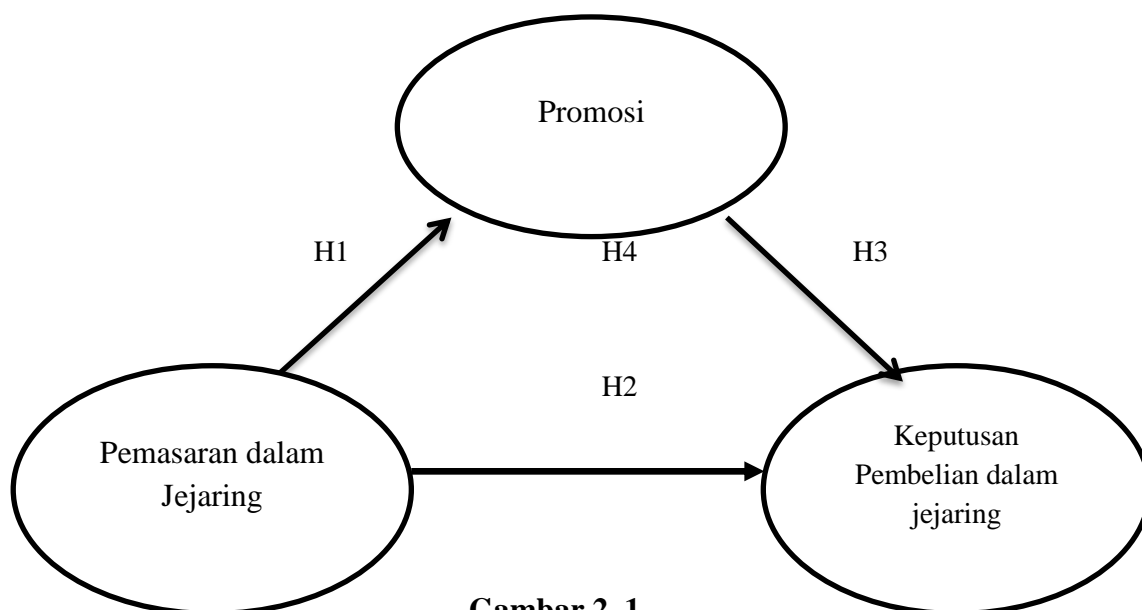 Promosi
H1
H4
H3
H2
Pemasaran dalam
Jejaring
Keputusan
Pembelian dalam
jejaring
Gambar 2. 1